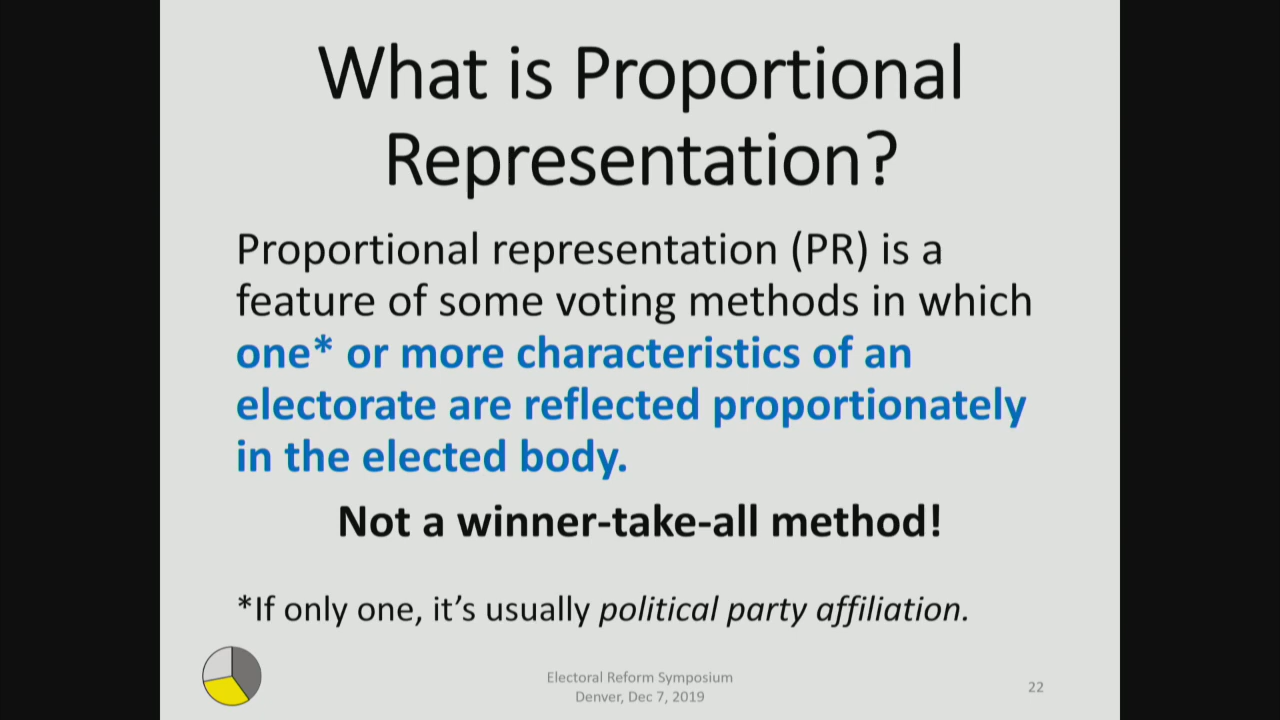 What is Proportional
Representation?
Proportional representation (PR) is a
feature of some voting methods in which
one* or more characteristics of an
electorate are reflected proportionately
in the elected body.
Not a winner-take-all method!
*If only one, it’s usually political party affiliation.
Electoral Reform Symposium
Denver, Dec 7, 2019
22